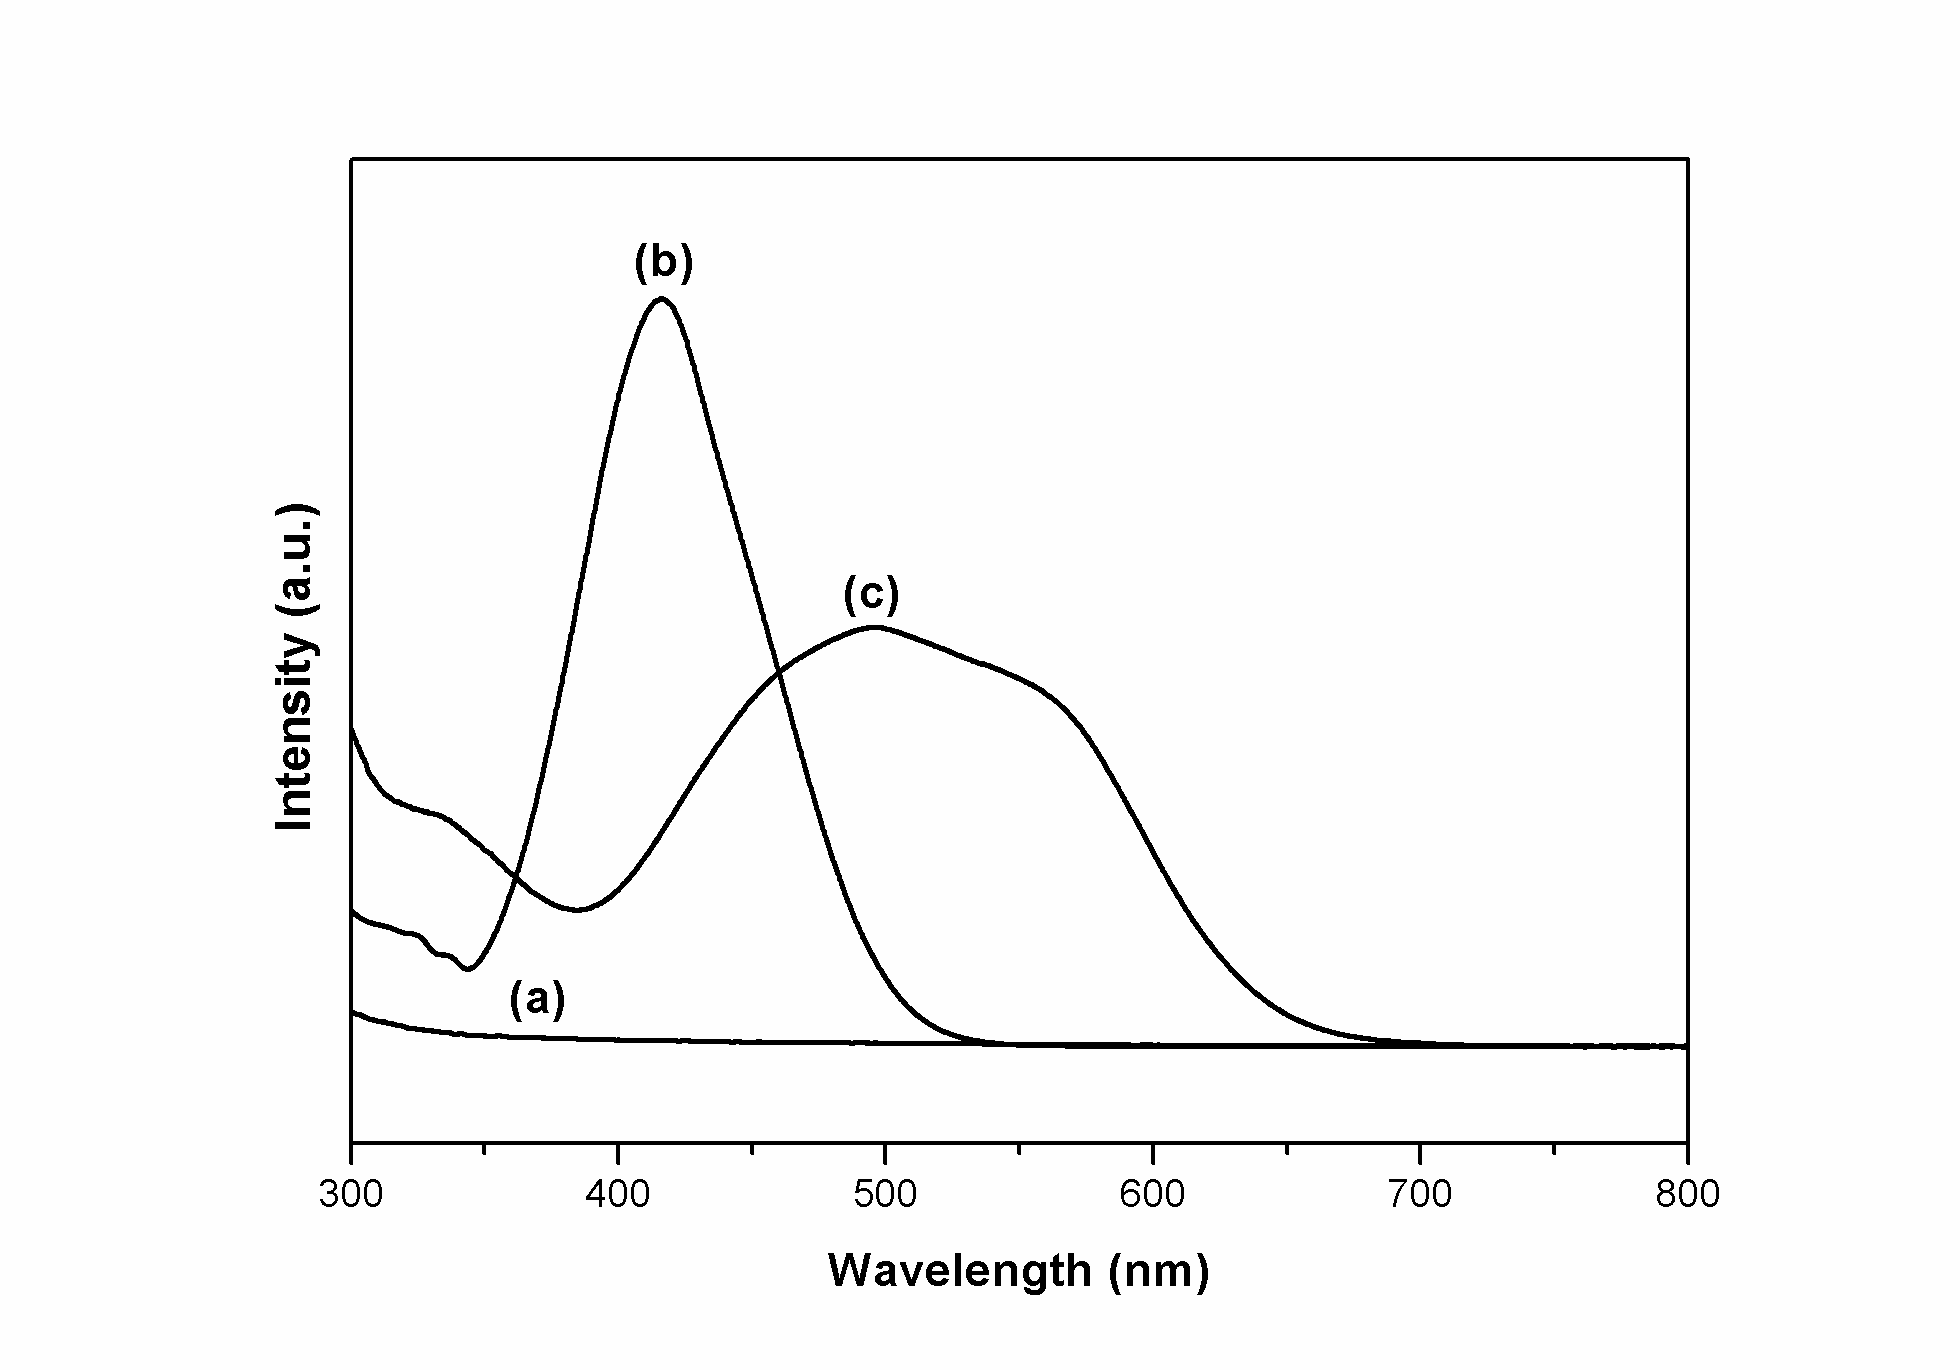 (b)
(c)
(a)
Intensity (a.u.)
300 400 500 600 700 800
Wavelength (nm)